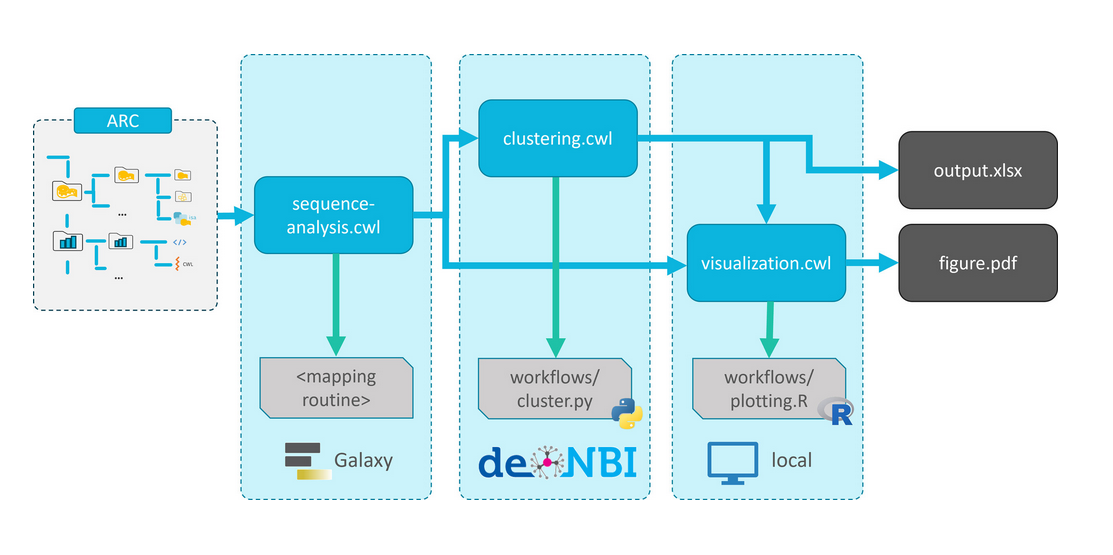 ARC
...
...
</>
CWL
sequence-
analysis.cwl
<mapping
routine>
Galaxy
clustering.cwl
workflows/
cluster.py
de NBI
visualization.cwl
workflows/
plotting.R
R
local
output.xlsx
figure.pdf